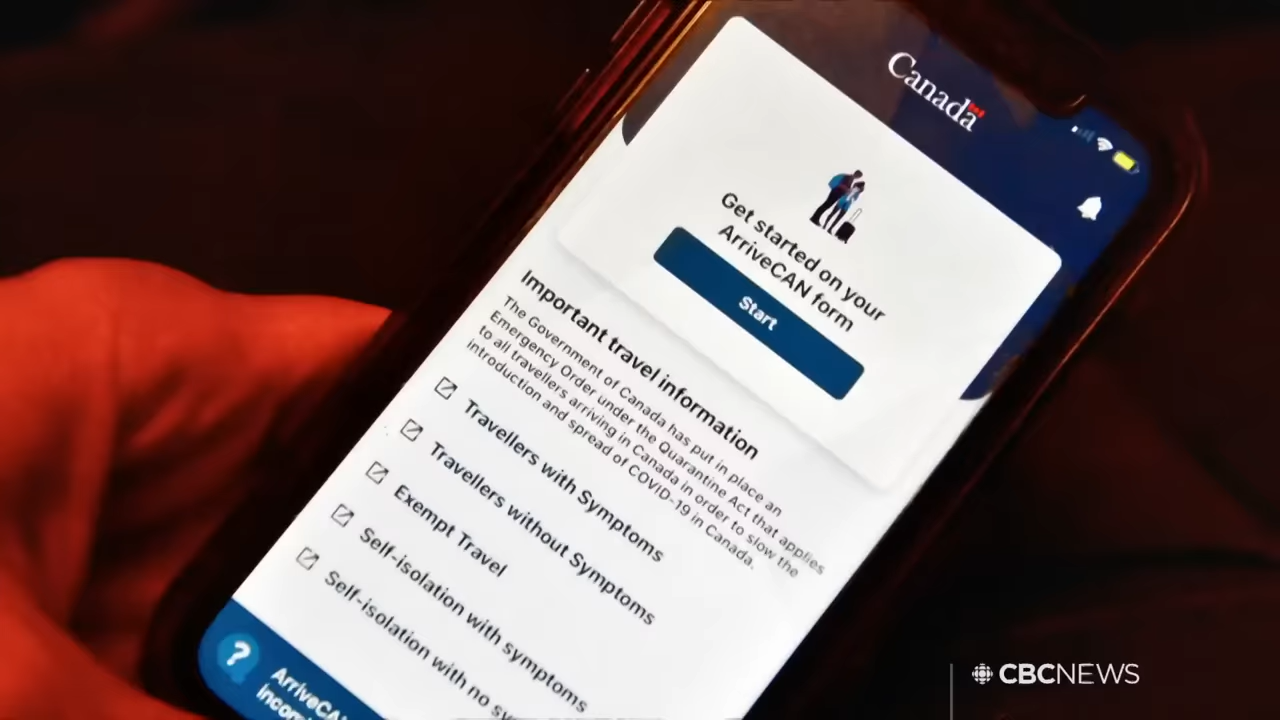 Canada
Get started on your
ArriveCAN form
Start
Important travel information
The Government of Canada has put in place an
Emergency Order under the Quarantine Act that applies
to all travellers arriving in Canada in order to slow the
introduction and spread of COVID-19 in Canada.
Travellers with Symptoms
Travellers without Symptoms
Exempt Travel
Self-isolation with symptoms
Self-isolation with no
?
CBCNEWS